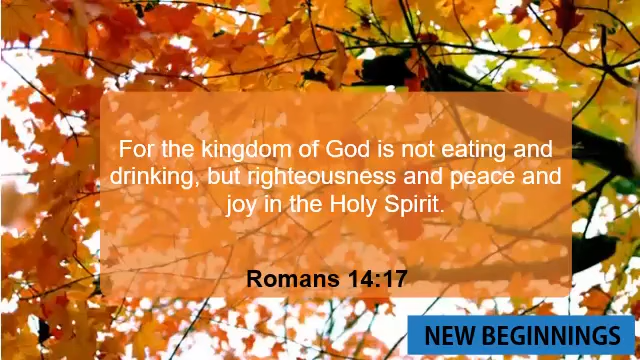 For the kingdom of God is not eating and
drinking, but righteousness and peace and
joy in the Holy Spirit.
Romans 14:17
NEW BEGINNINGS